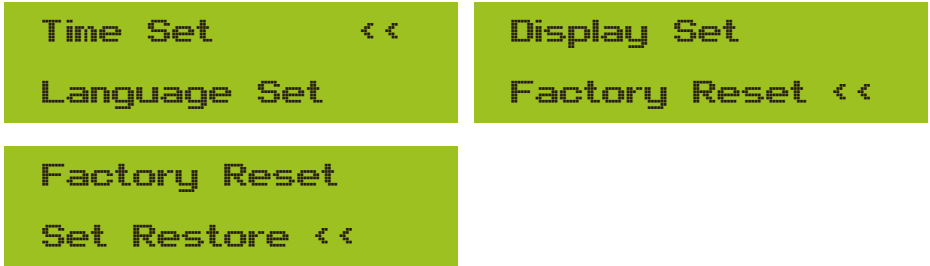 Time Set <<
Language Set
Display Set
Factory Reset <<
Factory Reset
Set Restore <<